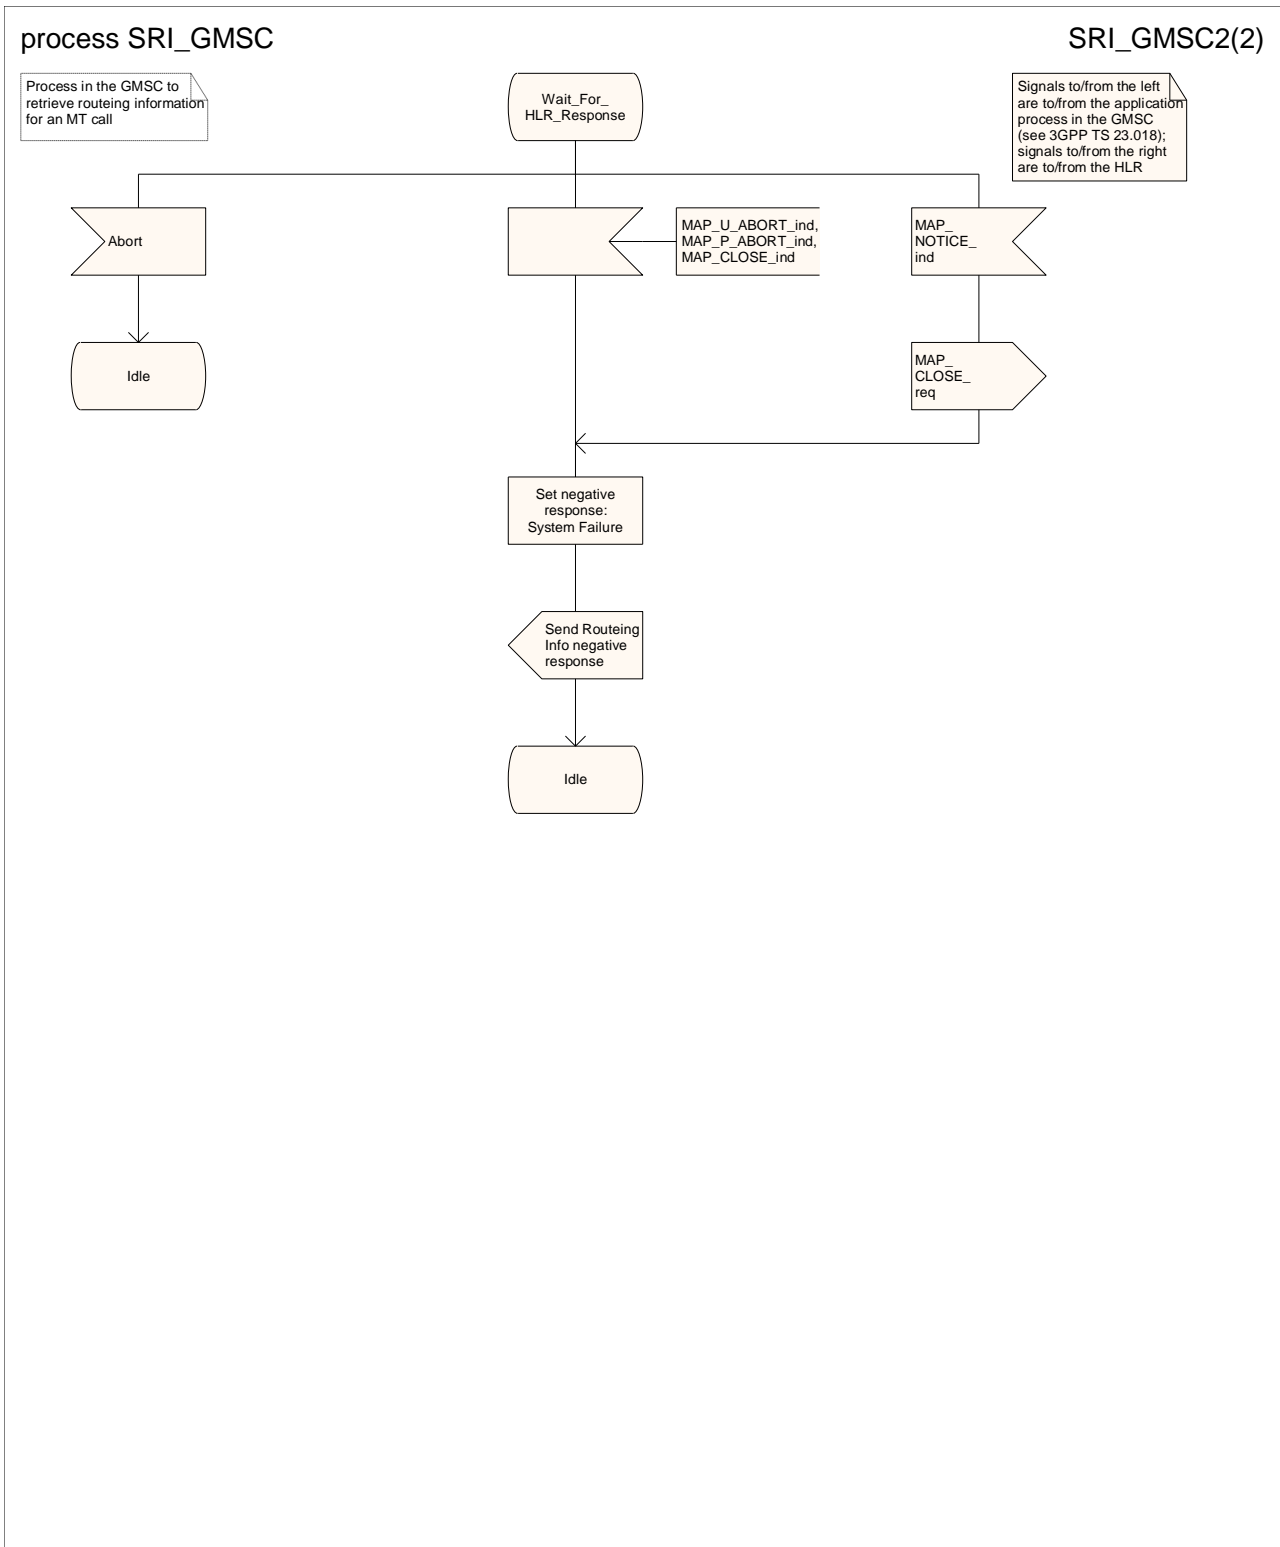 process SRI_GMSC
SRI_GMSC2(2)
Process in the GMSC to
retrieve routeing information
for an MT call
Wait_For_
HLR_Response
Signals to/from the left
are to/from the application
process in the GMSC
(see 3GPP TS 23.018);
signals to/from the right
are to/from the HLR
Abort
MAP_U_ABORT_ind,
MAP_P_ABORT_ind,
MAP_CLOSE_ind
MAP_
NOTICE_
ind
Idle
MAP_
CLOSE_
req
Set negative
response:
System Failure
Send Routeing
Info negative
response
Idle